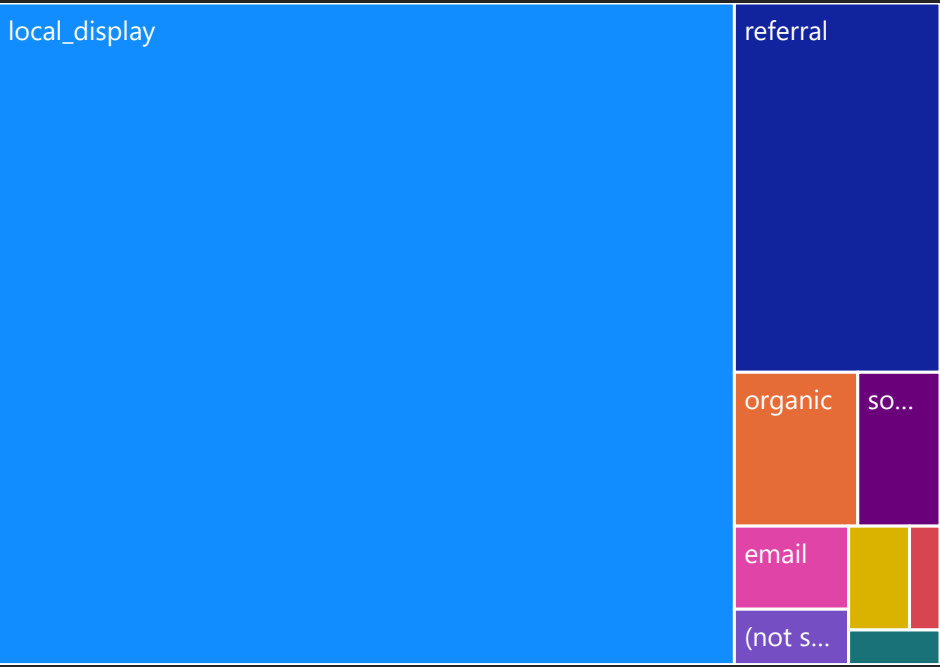 local_display
referral
organic
so...
email
(not s...